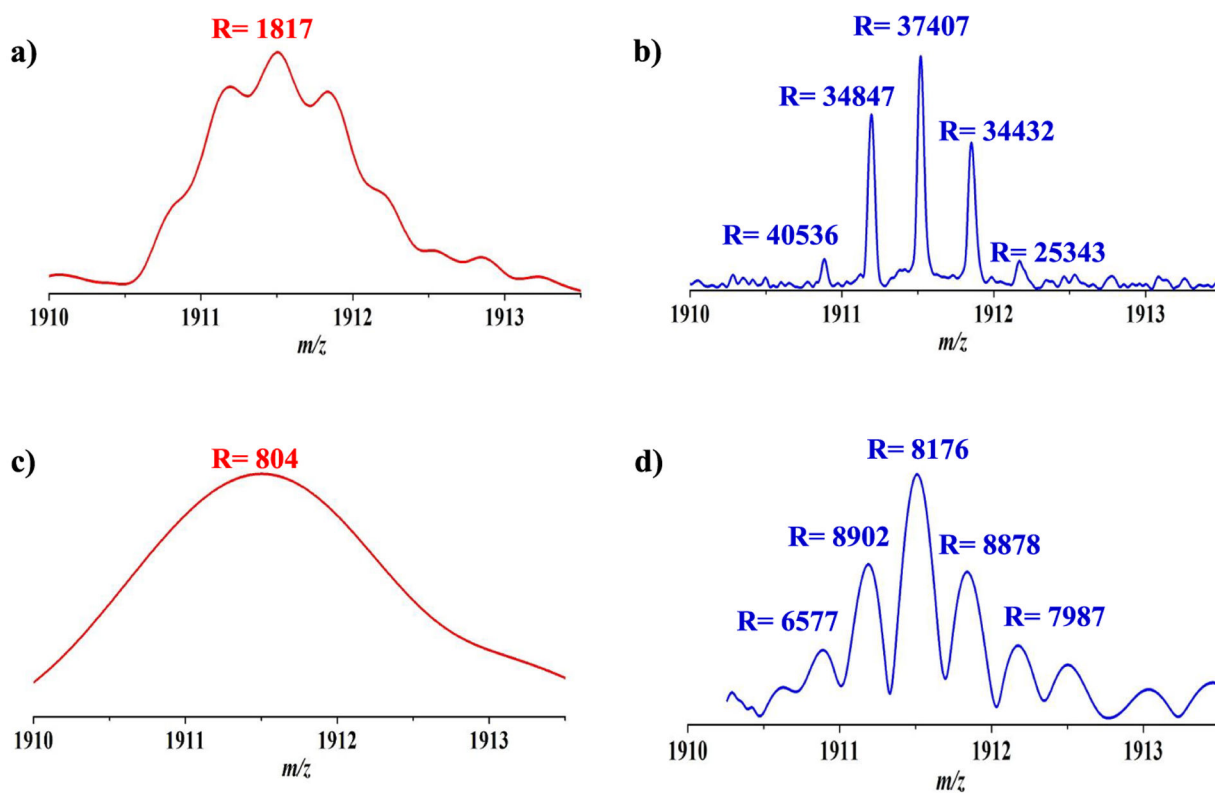 a)
R= 1817
1910 1911 1912 1913
m/z
b)
R= 37407
R= 34847
R= 34432
R= 40536
R= 25343
1910 1911 1912 1913
m/z
c)
R= 804
1910 1911 1912 1913
m/z
d)
R= 8176
R= 8902
R= 8878
R= 6577
R= 7987
1910 1911 1912 1913
m/z